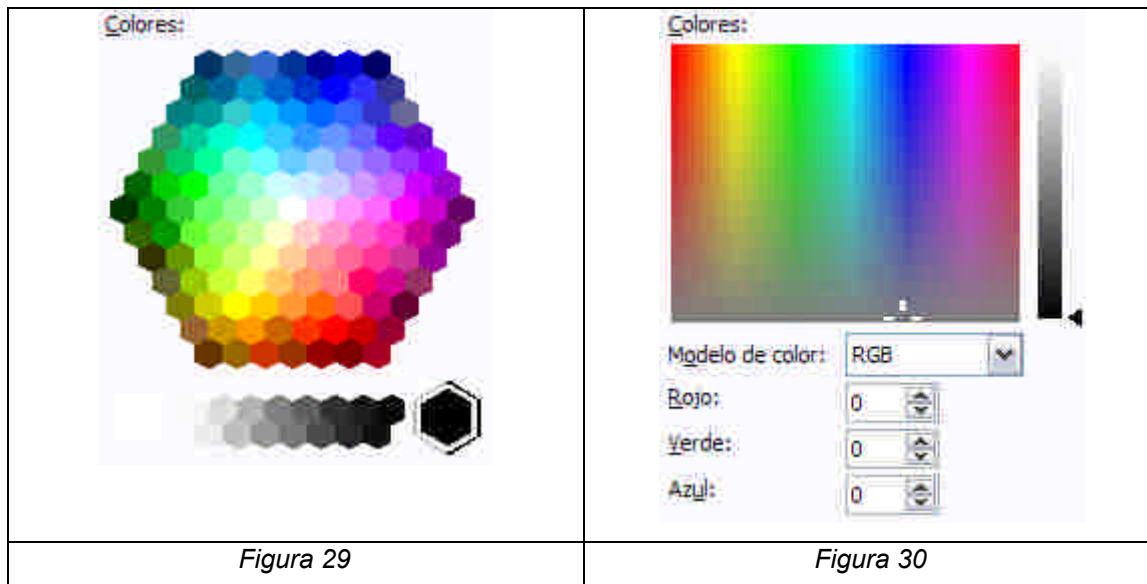 Colores:
Colores:
Modelo de color: RGB
Rojo: 0
Verde: 0
Azul: 0
Figura 29
Figura 30